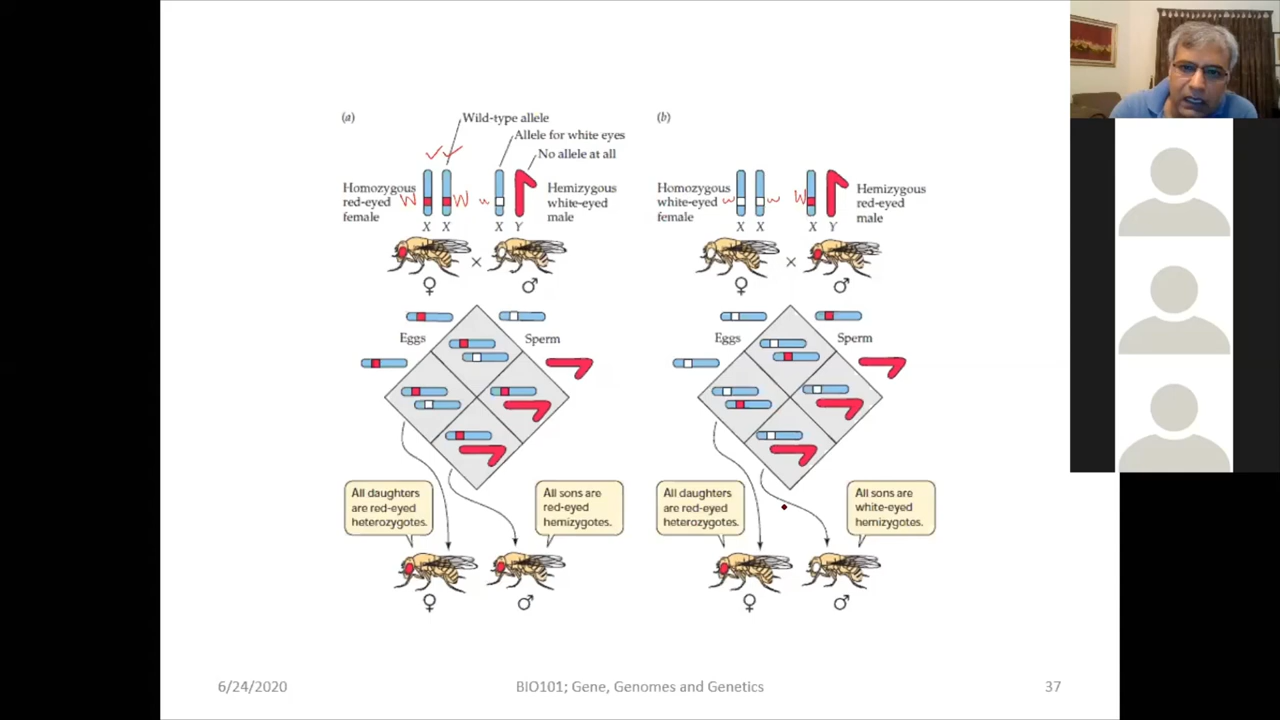 (a)
Wild-type allele
Allele for white eyes
No allele at all
Homozygous
red-eyed
female
W
W
w
Hemizygous
white-eyed
male
X X
X Y
♀
×
♂
Eggs
Sperm
All daughters
are red-eyed
heterozygotes.
All sons are
red-eyed
hemizygotes.
♀
♂
(b)
Homozygous
white-eyed
female
w
w
W
Hemizygous
red-eyed
male
X X
X Y
♀
×
♂
Eggs
Sperm
All daughters
are red-eyed
heterozygotes.
All sons are
white-eyed
hemizygotes.
♀
♂
6/24/2020
BIO101; Gene, Genomes and Genetics
37